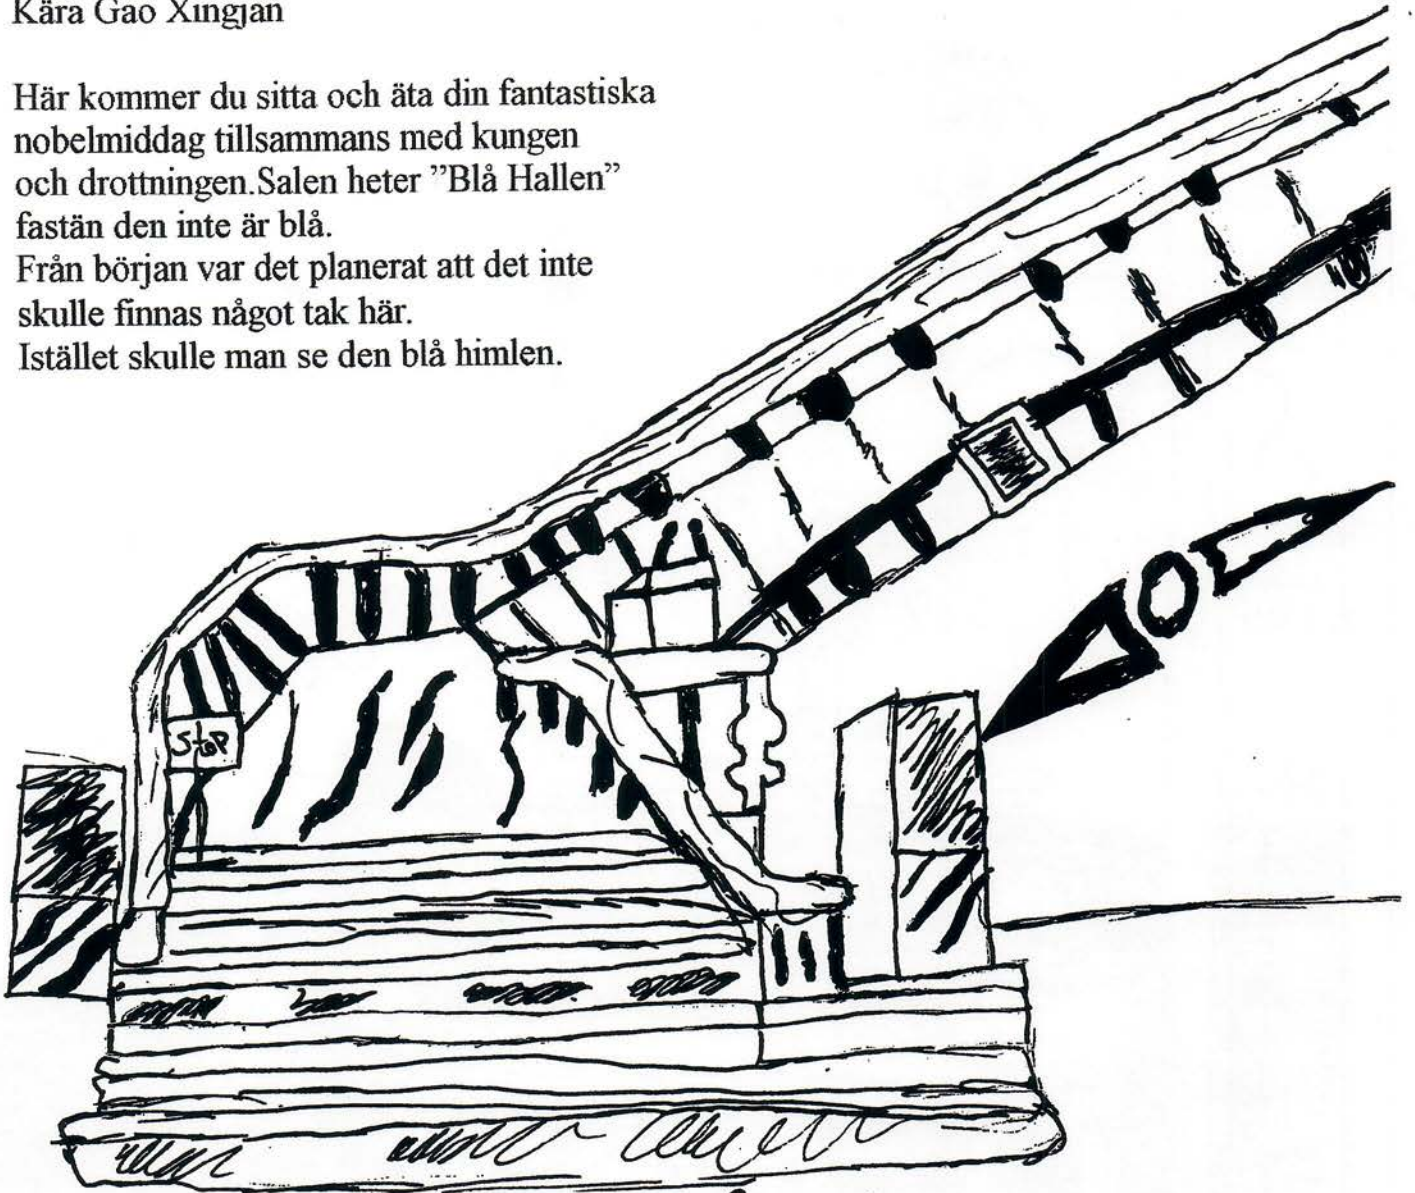 Kära Gao Xingjan
Här kommer du sitta och äta din fantastiska
nobelmiddag tillsammans med kungen
och drottningen.Salen heter ”Blå Hallen”
fastän den inte är blå.
Från början var det planerat att det inte
skulle finnas något tak här.
Istället skulle man se den blå himlen.
StoP